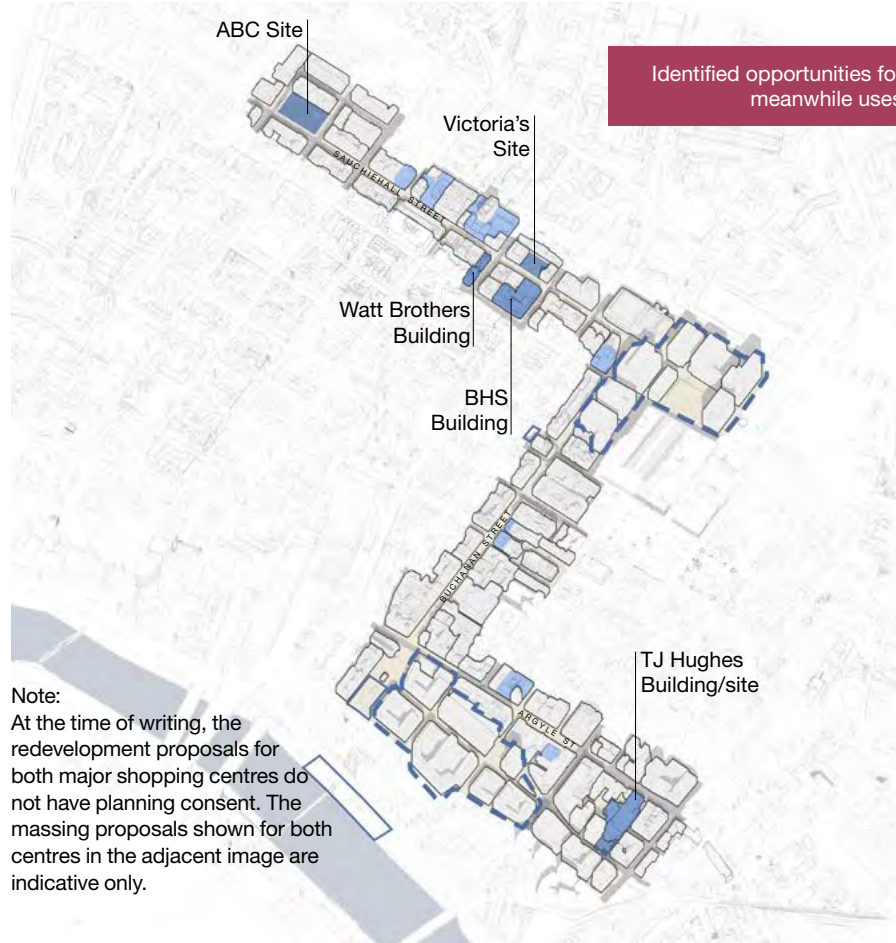 ABC Site
Identified opportunities fo
meanwhile uses
Victoria's
Site
SAUCHIEHALL STREET
Watt Brothers
Building
BHS
Building
BUCHANAN STREET
TJ Hughes
Building/site
ARGYLE ST
Note:
At the time of writing, the
redevelopment proposals for
both major shopping centres do
not have planning consent. The
massing proposals shown for both
centres in the adjacent image are
indicative only.